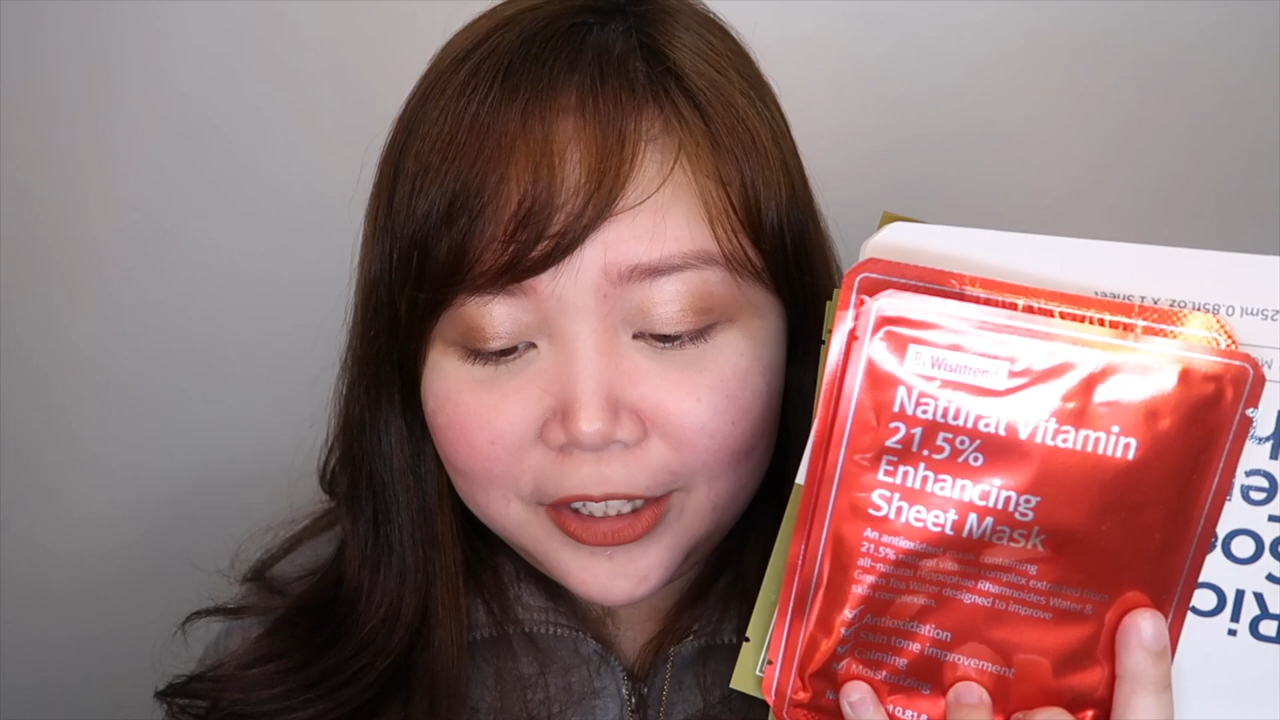 By Wishtrend
Natural Vitamin
21.5%
Enhancing
Sheet Mask
An antioxidant mask containing
21.5% natural vitamin complex extracted from
all-natural Hippophae Rhamnoides Water &
Green Tea Water designed to improve
skin complexion.
Antioxidation
Skin tone improvement
Calming
Moisturizing
0.81
25ml 0.85fl.oz. X 1 Sheet